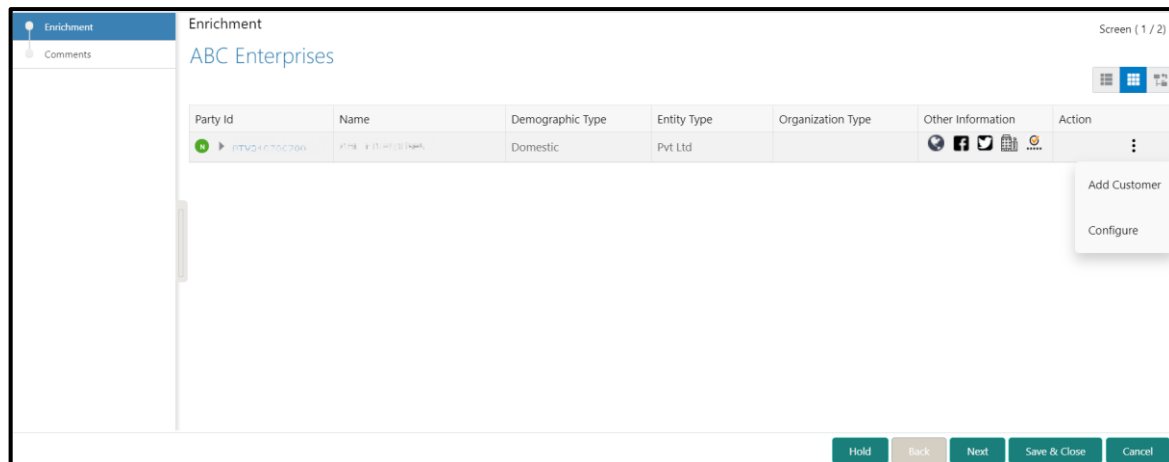 Enrichment
Comments
Enrichment
Screen ( 1 / 2)
ABC Enterprises
Party Id Name Demographic Type Entity Type Organization Type Other Information Action
N Domestic Pvt Ltd
Add Customer
Configure
Hold Back Next Save & Close Cancel